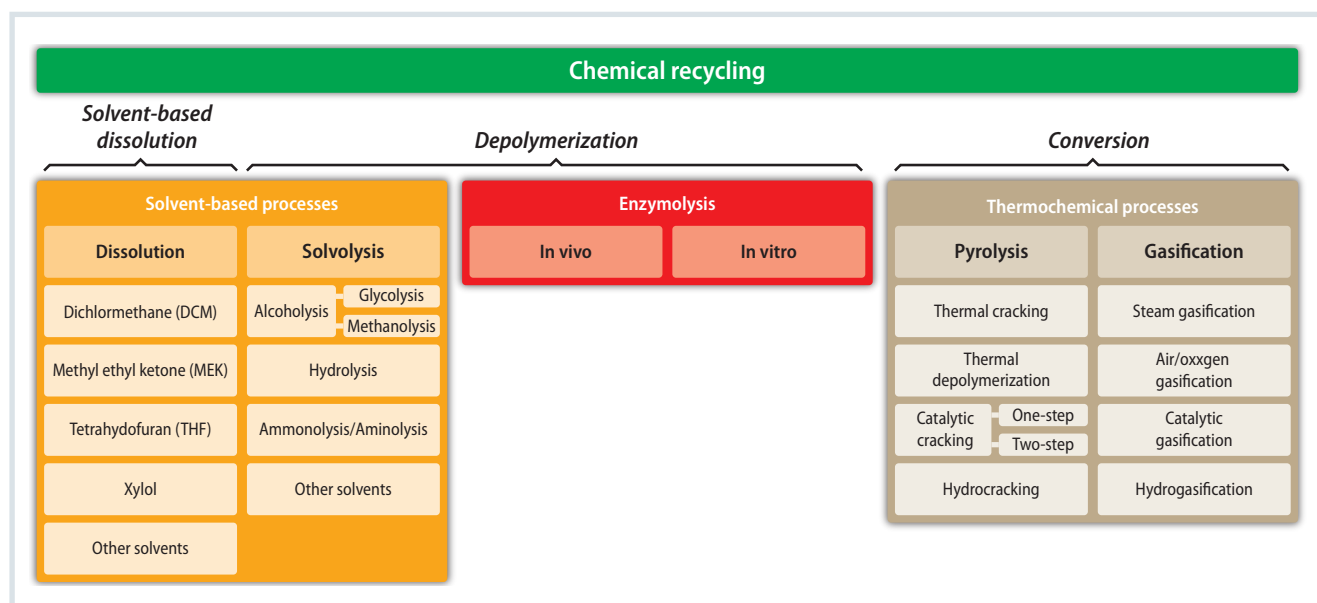 Chemical recycling
Solvent-based
dissolution
Depolymerization
Conversion
Solvent-based processes
Dissolution
Solvolysis
Dichlormethane (DCM)
Alcoholysis
Glycolysis
Methanolysis
Methyl ethyl ketone (MEK)
Hydrolysis
Tetrahydofuran (THF)
Ammonolysis/Aminolysis
Xylol
Other solvents
Other solvents
Enzymolysis
In vivo
In vitro
Thermochemical processes
Pyrolysis
Gasification
Thermal cracking
Steam gasification
Thermal
depolymerization
Air/oxxgen
gasification
Catalytic
cracking
One-step
Two-step
Catalytic
gasification
Hydrocracking
Hydrogasification